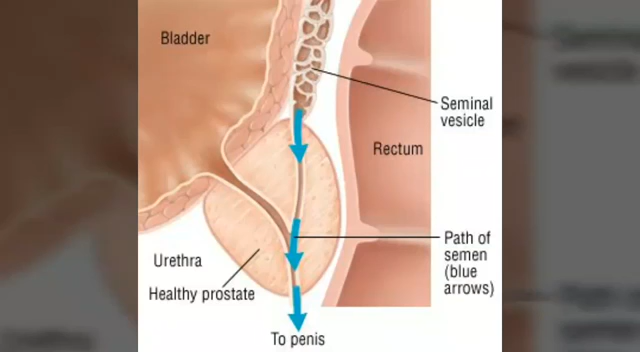 Bladder
Seminal
vesicle
Rectum
Path of
semen
(blue
arrows)
Urethra
Healthy prostate
To penis